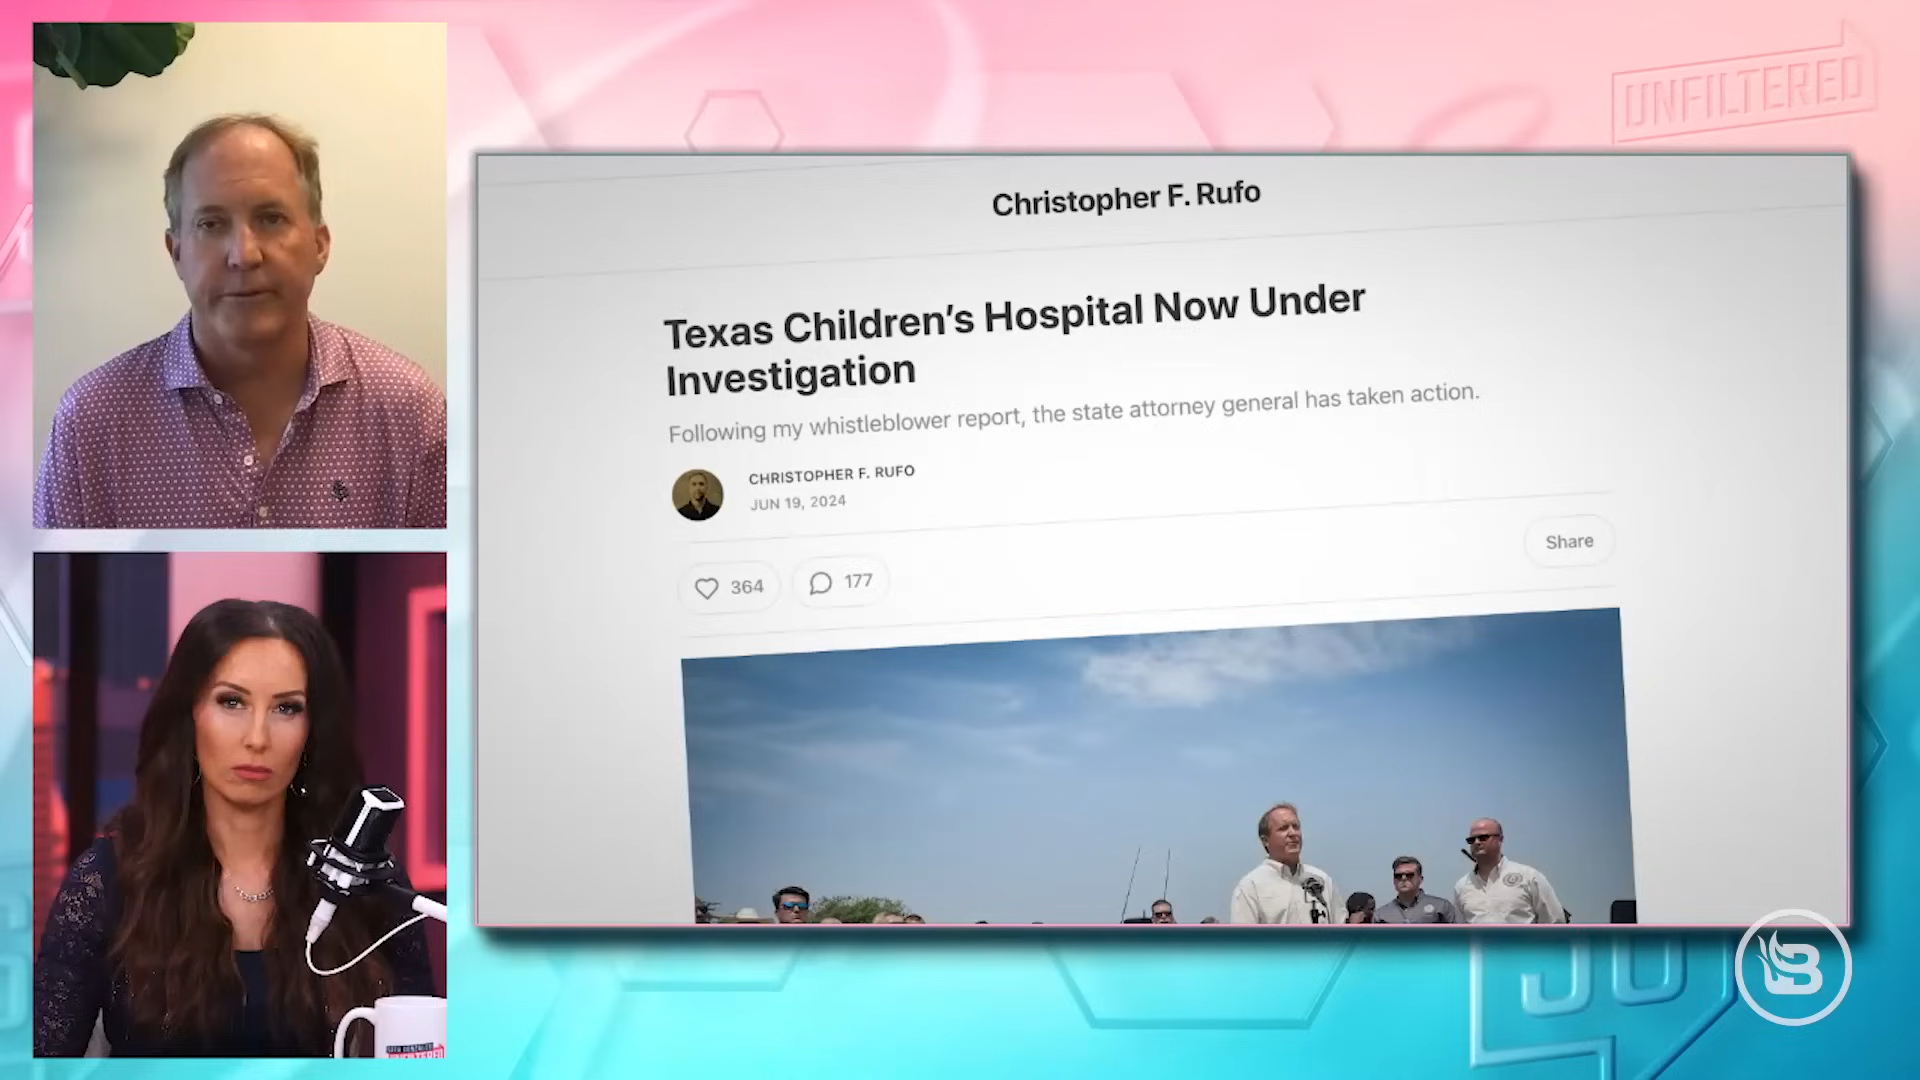 UNFILTERED
Christopher F. Rufo
Texas Children's Hospital Now Under
Investigation
Following my whistleblower report, the state attorney general has taken action.
CHRISTOPHER F. RUFO
JUN 19, 2024
364
177
Share
B
UNFILTERED